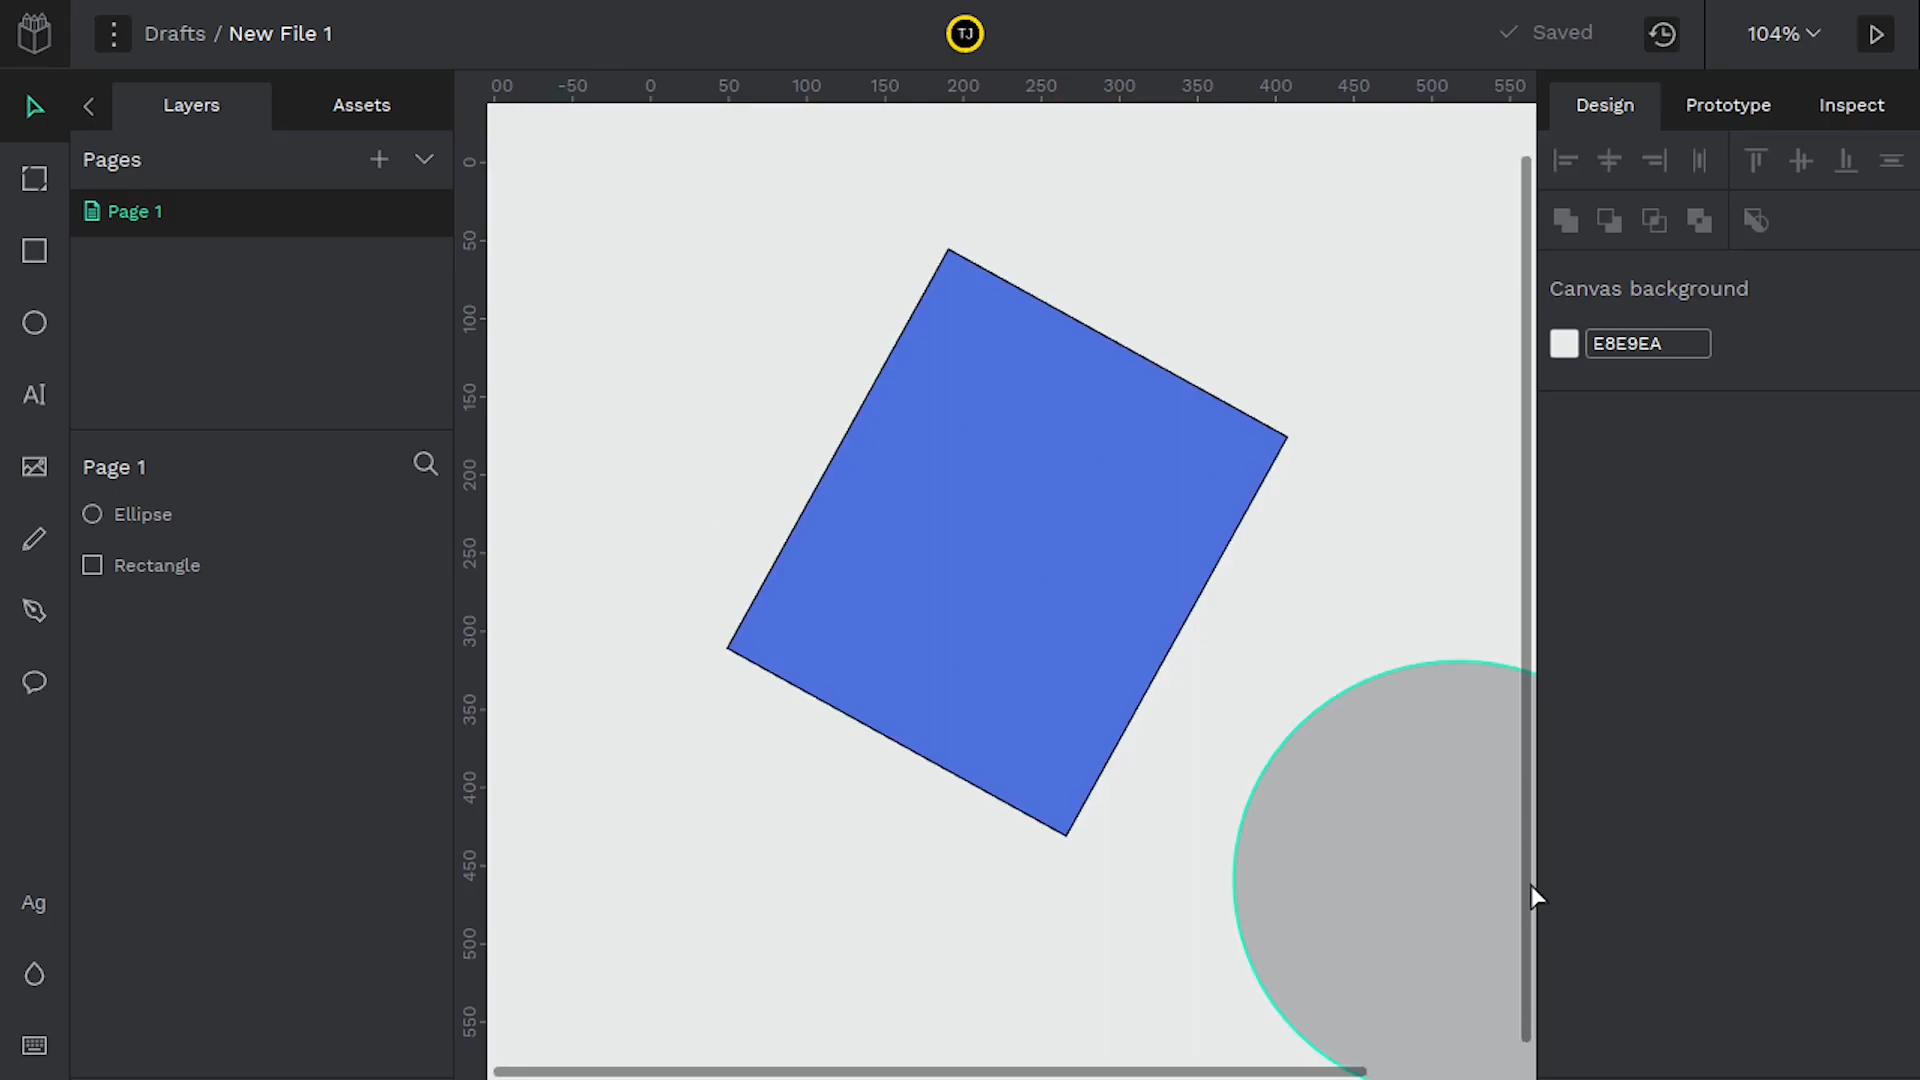 Drafts / New File 1
TJ
Saved
104%
Layers
Assets
00 -50 0 50 100 150 200 250 300 350 400 450 500 550
Design
Prototype
Inspect
Pages
Page 1
0
50
100
150
200
250
300
350
400
450
500
550
Canvas background
E8E9EA
AI
Page 1
Ellipse
Rectangle
Ag